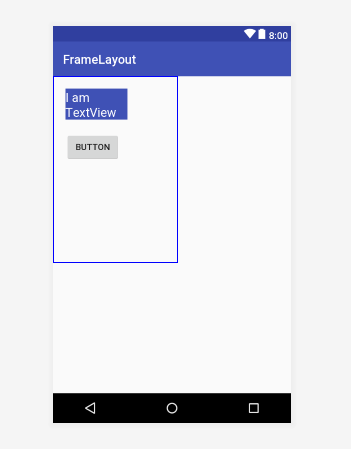 8:00
FrameLayout
I am
TextView
BUTTON